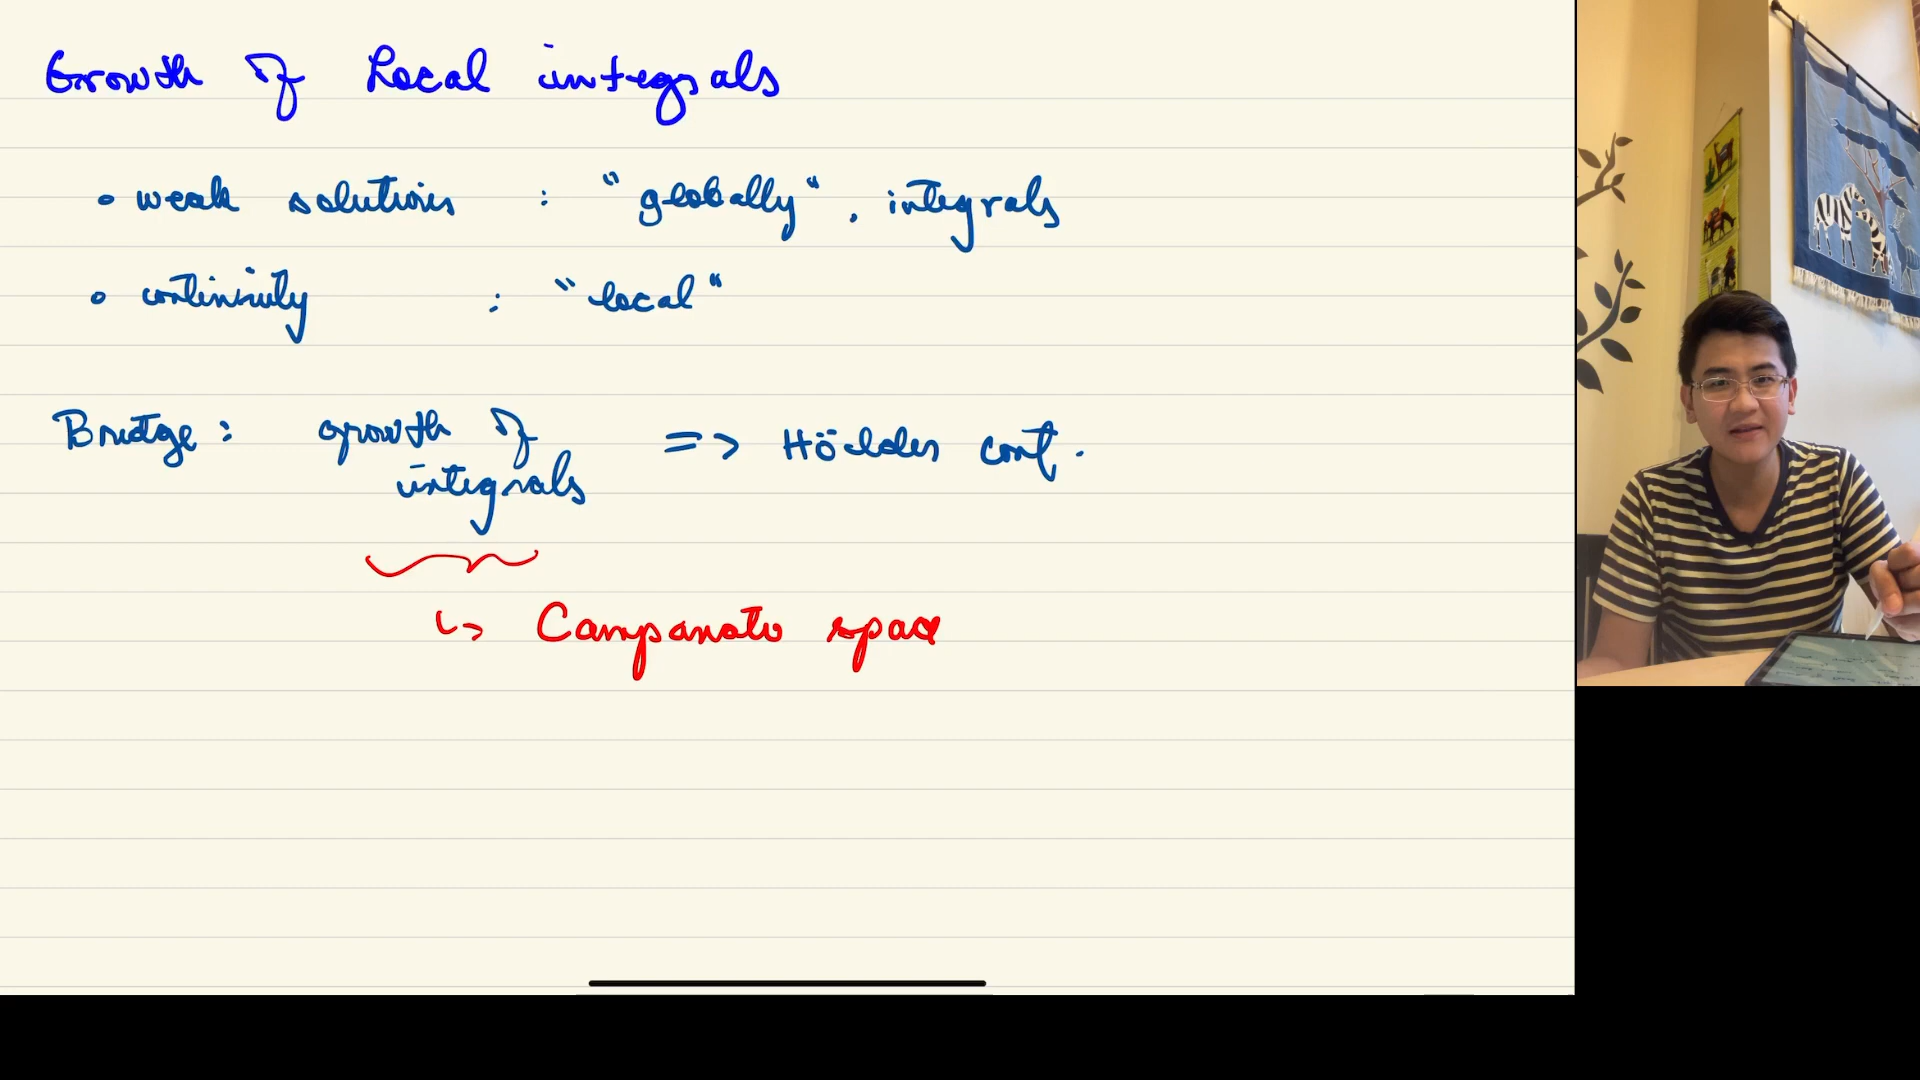 Growth of Local integrals
• weak solutions : "globally", integrals
• continuity : "local"
Bridge : growth of => Hölder cont.
integrals
↳ Campanato space